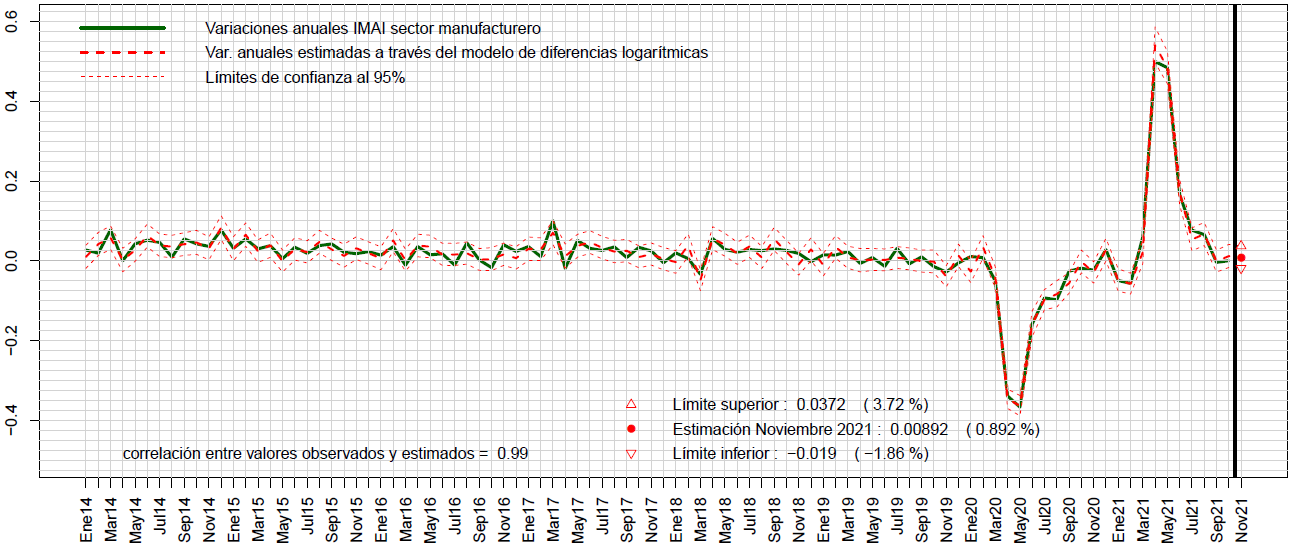 Variaciones anuales IMAI sector manufacturero
Var. anuales estimadas a través del modelo de diferencias logarítmicas
Límites de confianza al 95%
0.6
0.4
0.2
0.0
−0.2
−0.4
Límite superior : 0.0372 ( 3.72 %)
Estimación Noviembre 2021 : 0.00892 ( 0.892 %)
Límite inferior : −0.019 ( −1.86 %)
correlación entre valores observados y estimados = 0.99
Ene14
Mar14
May14
Jul14
Sep14
Nov14
Ene15
Mar15
May15
Jul15
Sep15
Nov15
Ene16
Mar16
May16
Jul16
Sep16
Nov16
Ene17
Mar17
May17
Jul17
Sep17
Nov17
Ene18
Mar18
May18
Jul18
Sep18
Nov18
Ene19
Mar19
May19
Jul19
Sep19
Nov19
Ene20
Mar20
May20
Jul20
Sep20
Nov20
Ene21
Mar21
May21
Jul21
Sep21
Nov21